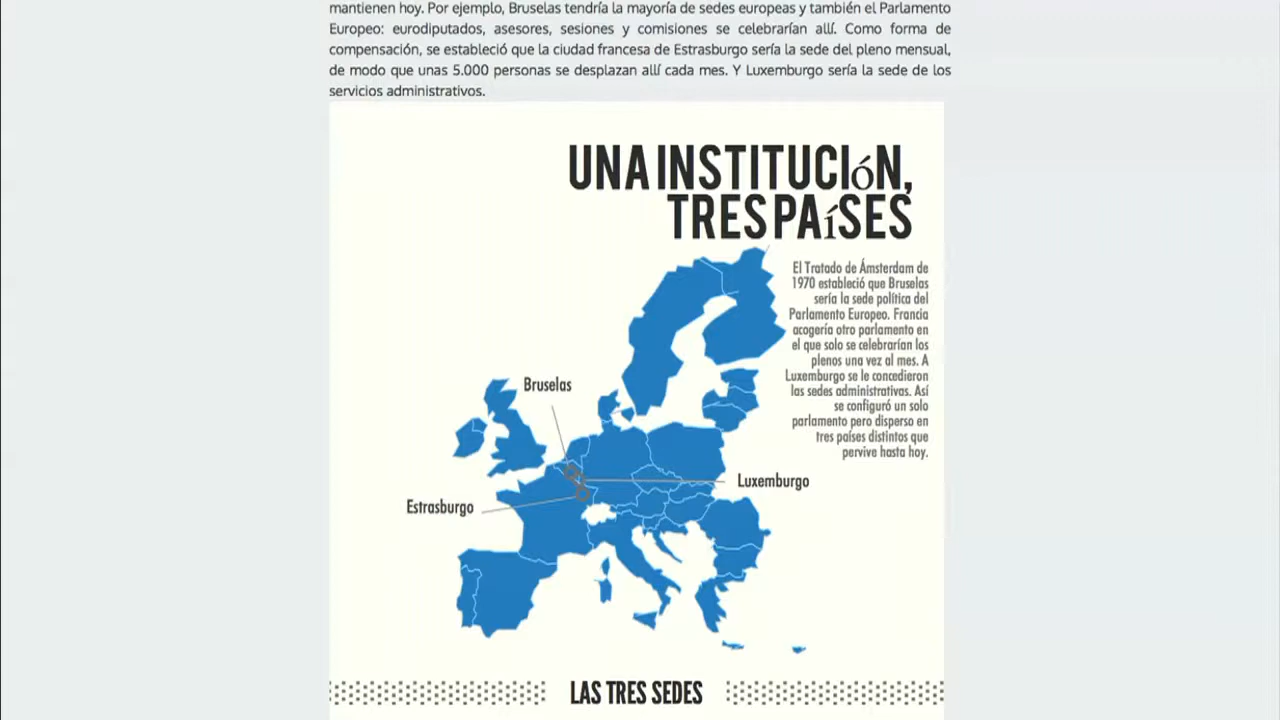 mantienen hoy. Por ejemplo, Bruselas tendría la mayoría de sedes europeas y también el Parlamento
Europeo: eurodiputados, asesores, sesiones y comisiones se celebrarían allí. Como forma de
compensación, se estableció que la ciudad francesa de Estrasburgo sería la sede del pleno mensual,
de modo que unas 5.000 personas se desplazan allí cada mes. Y Luxemburgo sería la sede de los
servicios administrativos.
UNA INSTITUCIÓN,
TRES PAÍSES
El Tratado de Ámsterdam de
1970 estableció que Bruselas
sería la sede política del
Parlamento Europeo. Francia
acogería otro parlamento en
el que solo se celebrarían los
plenos una vez al mes. A
Luxemburgo se le concedieron
las sedes administrativas. Así
se configuró un solo
parlamento pero disperso en
tres países distintos que
pervive hasta hoy.
Bruselas
Luxemburgo
Estrasburgo
LAS TRES SEDES